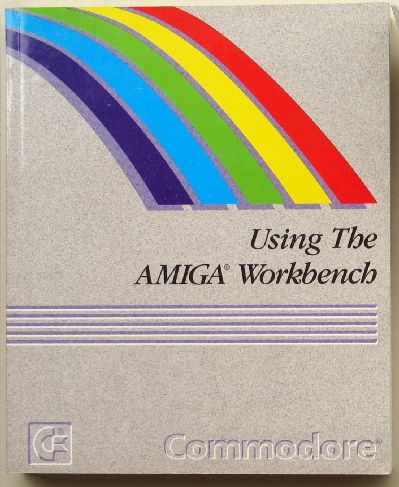 Using The
AMIGA® Workbench
C=®
Commodore®